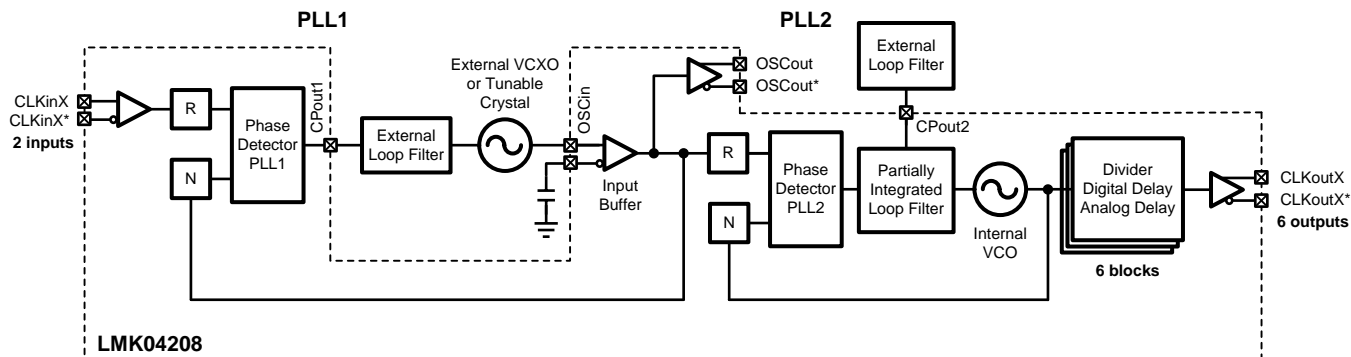 PLL1
PLL2
CLKinX
CLKinX*
2 inputs
R
N
Phase
Detector
PLL1
CPout1
External
Loop Filter
External VCXO
or Tunable
Crystal
OSCin
Input
Buffer
OSCout
OSCout*
External
Loop Filter
CPout2
R
N
Phase
Detector
PLL2
Partially
Integrated
Loop Filter
Internal
VCO
Divider
Digital Delay
Analog Delay
6 blocks
CLKoutX
CLKoutX*
6 outputs
LMK04208